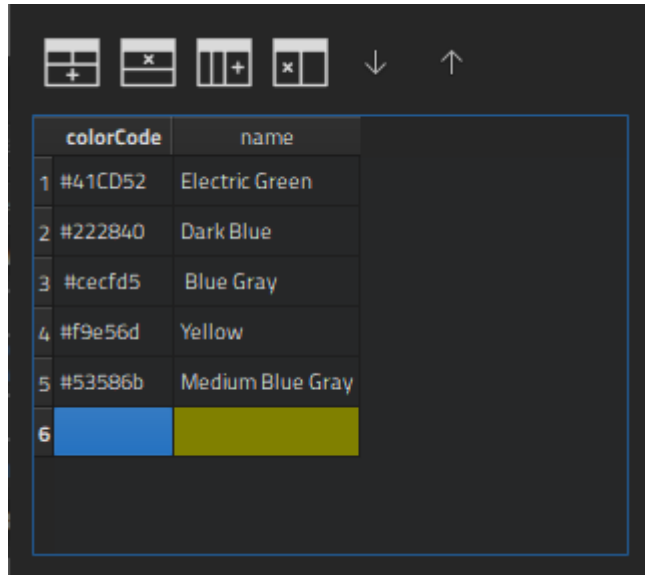 colorCode name
1 #41CD52 Electric Green
2 #222840 Dark Blue
3 #cecfd5 Blue Gray
4 #f9e56d Yellow
5 #53586b Medium Blue Gray
6